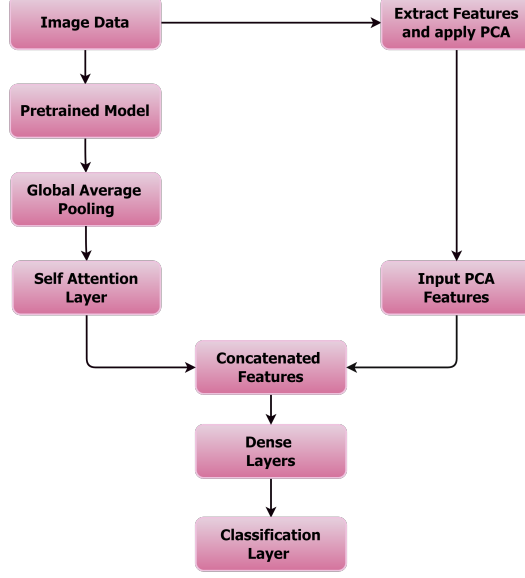 Image Data
Extract Features
and apply PCA
Pretrained Model
Global Average
Pooling
Self Attention
Layer
Input PCA
Features
Concatenated
Features
Dense
Layers
Classification
Layer